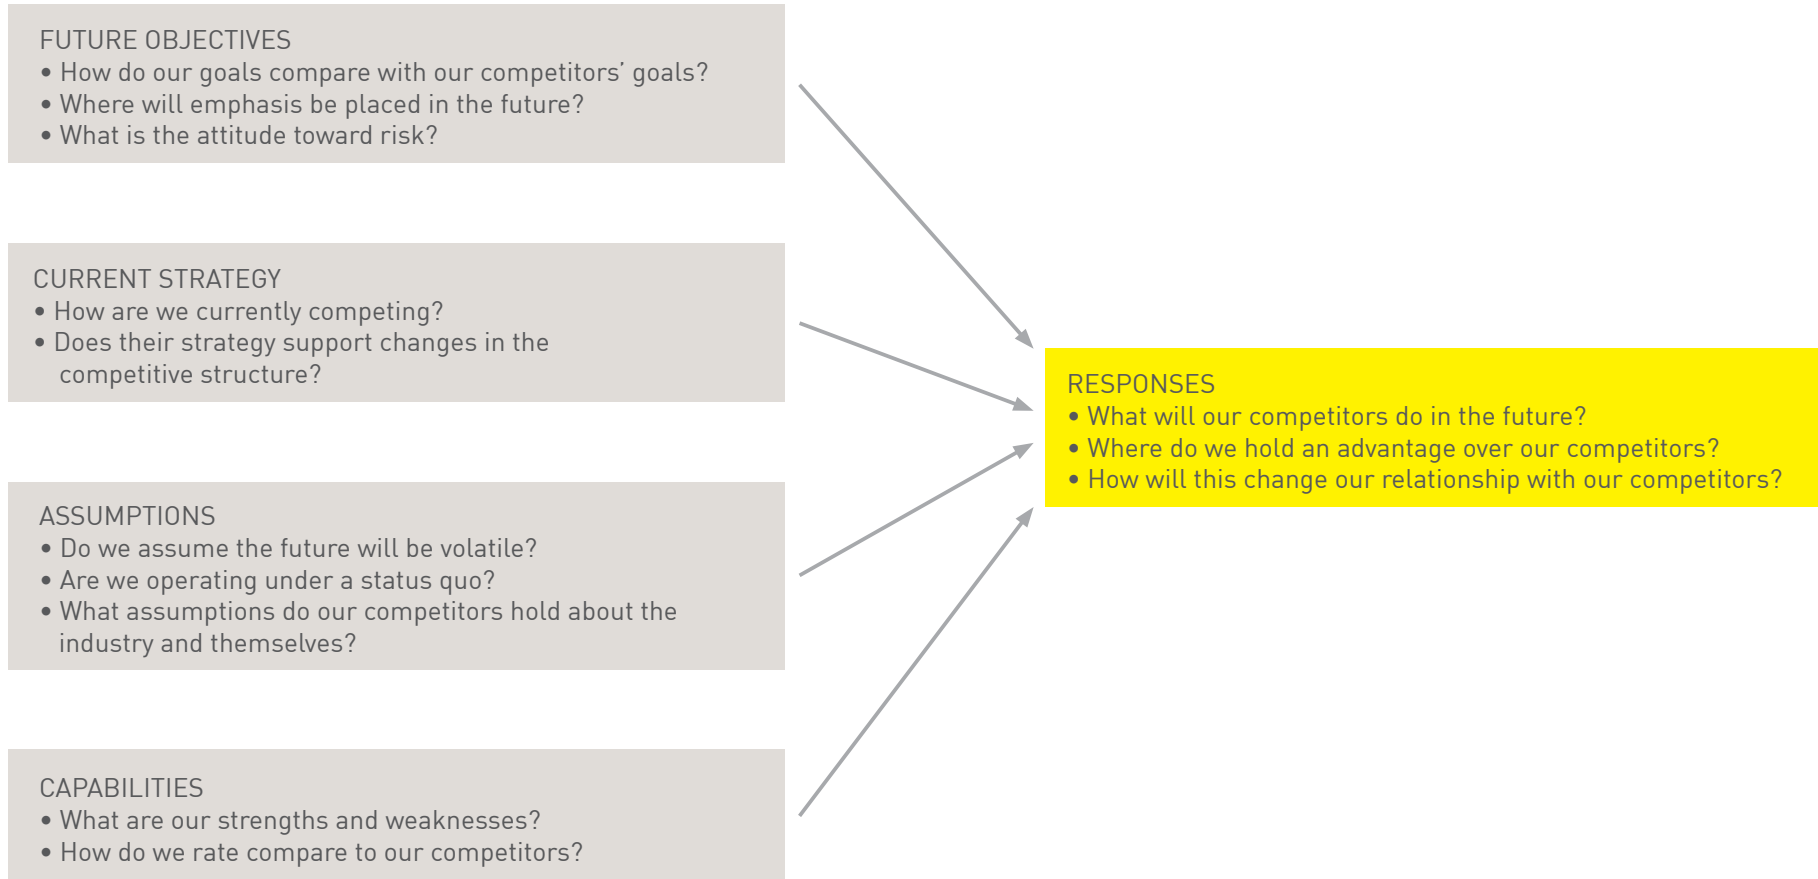 FUTURE OBJECTIVES
• How do our goals compare with our competitors’ goals?
• Where will emphasis be placed in the future?
• What is the attitude toward risk?
CURRENT STRATEGY
• How are we currently competing?
• Does their strategy support changes in the
competitive structure?
ASSUMPTIONS
• Do we assume the future will be volatile?
• Are we operating under a status quo?
• What assumptions do our competitors hold about the
industry and themselves?
CAPABILITIES
• What are our strengths and weaknesses?
• How do we rate compare to our competitors?
RESPONSES
• What will our competitors do in the future?
• Where do we hold an advantage over our competitors?
• How will this change our relationship with our competitors?